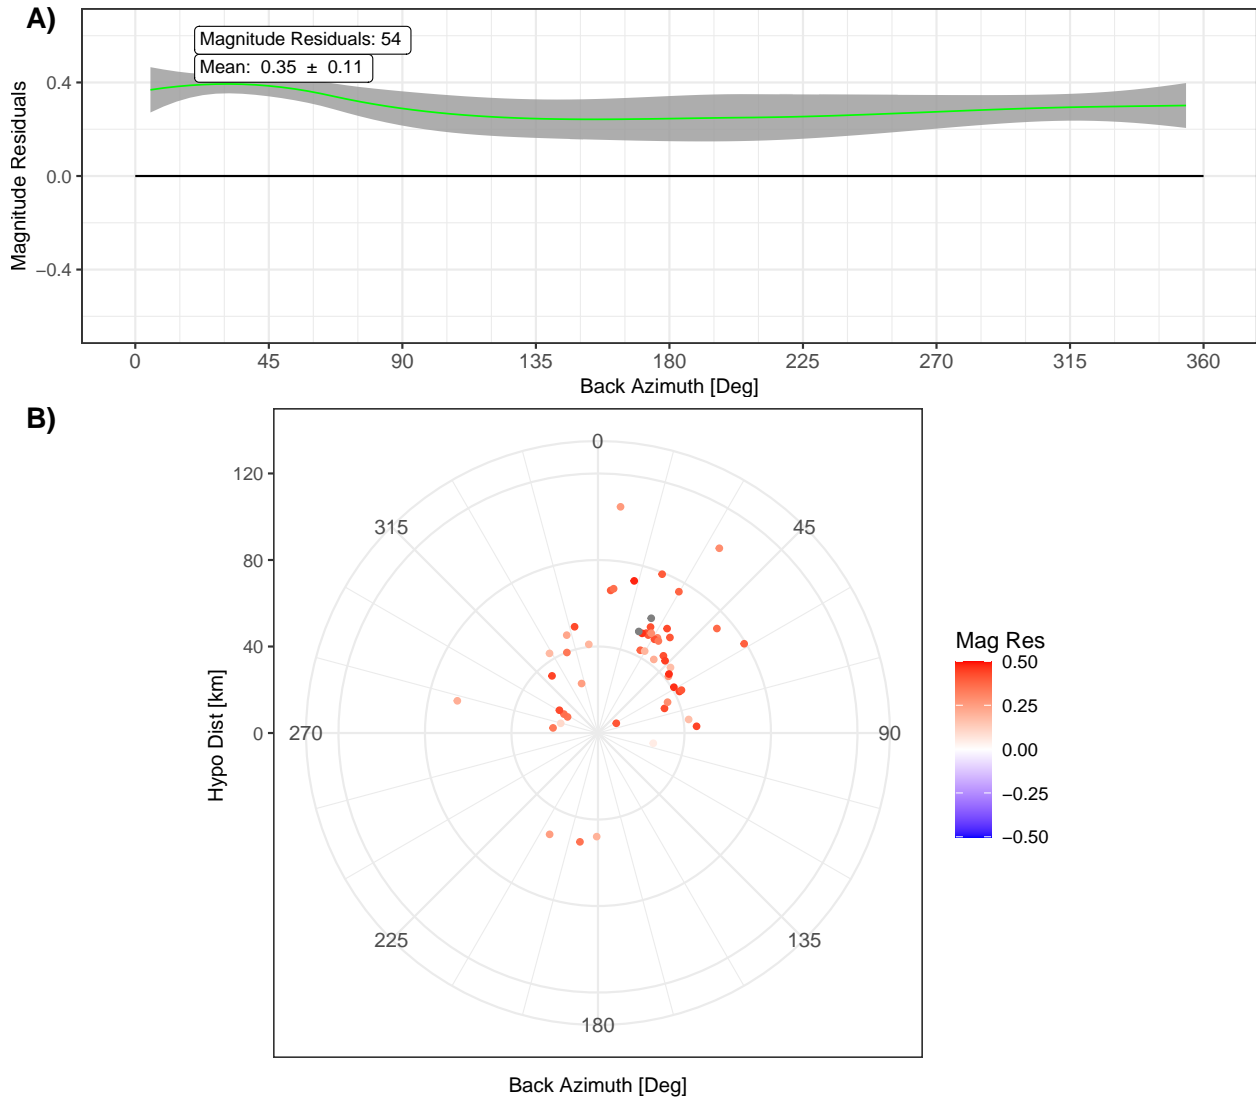 A)
Magnitude Residuals: 54
Mean:  0.35  ±  0.11
Magnitude Residuals
0.4
0.0
−0.4
0 45 90 135 180 225 270 315 360
Back Azimuth [Deg]
B)
Hypo Dist [km]
120
80
40
0
0
45
90
135
180
225
270
315
Back Azimuth [Deg]
Mag Res
0.50
0.25
0.00
−0.25
−0.50